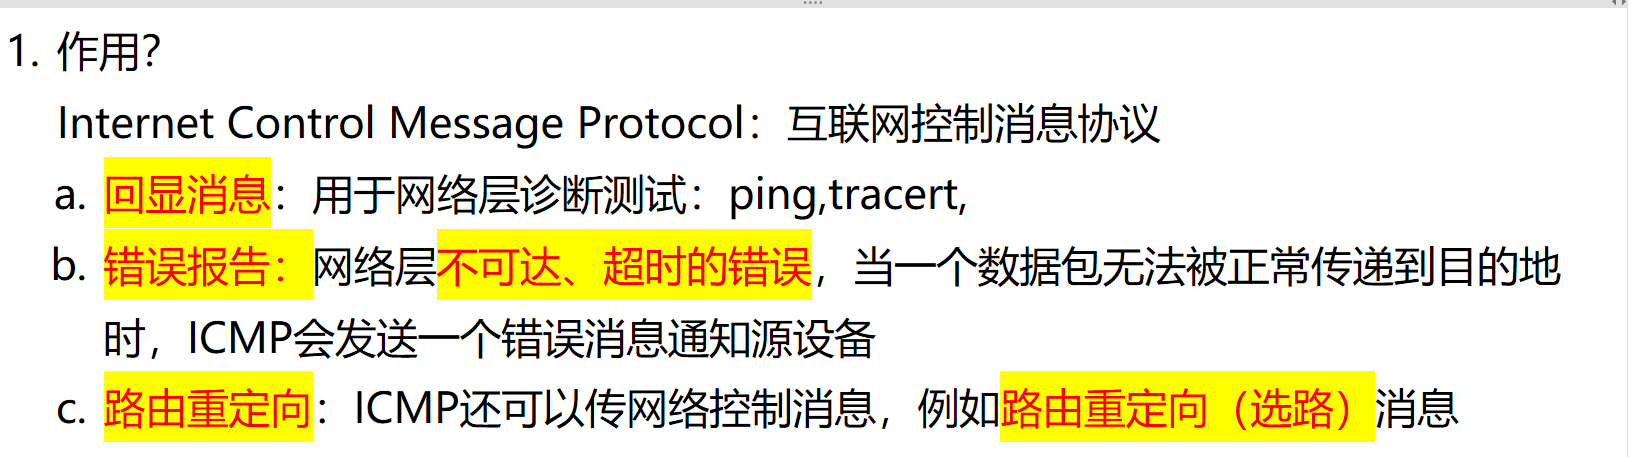 1. 作用？
Internet Control Message Protocol：互联网控制消息协议
a. 回显消息：用于网络层诊断测试：ping,tracert,
b. 错误报告：网络层不可达、超时的错误，当一个数据包无法被正常传递到目的地
时，ICMP会发送一个错误消息通知源设备
c. 路由重定向：ICMP还可以传网络控制消息，例如路由重定向（选路）消息